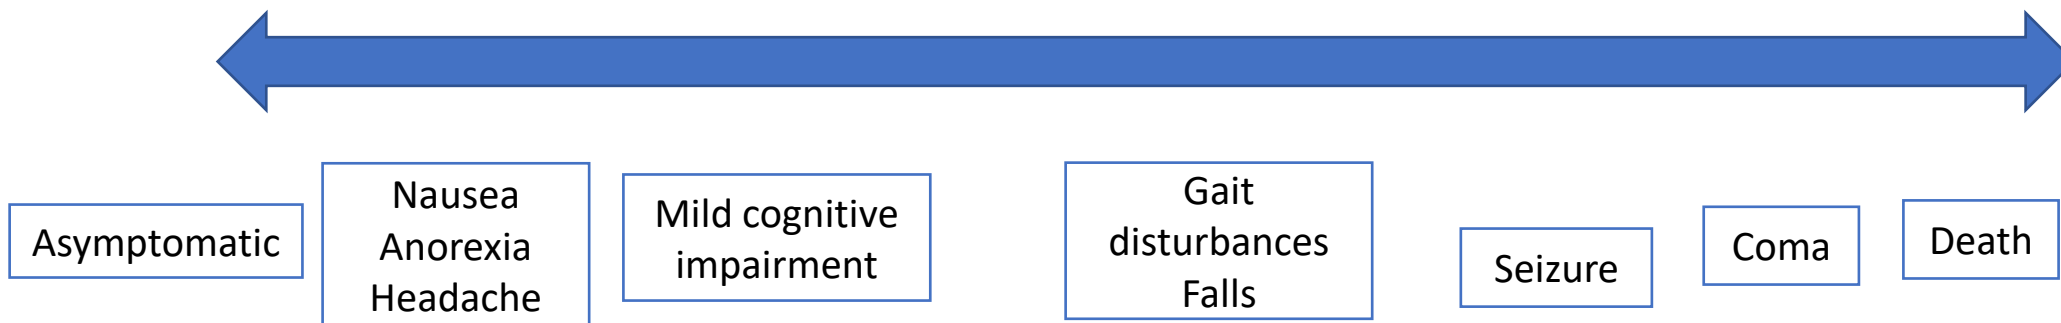 Asymptomatic
Nausea
Anorexia
Headache
Mild cognitive
impairment
Gait
disturbances
Falls
Seizure
Coma
Death